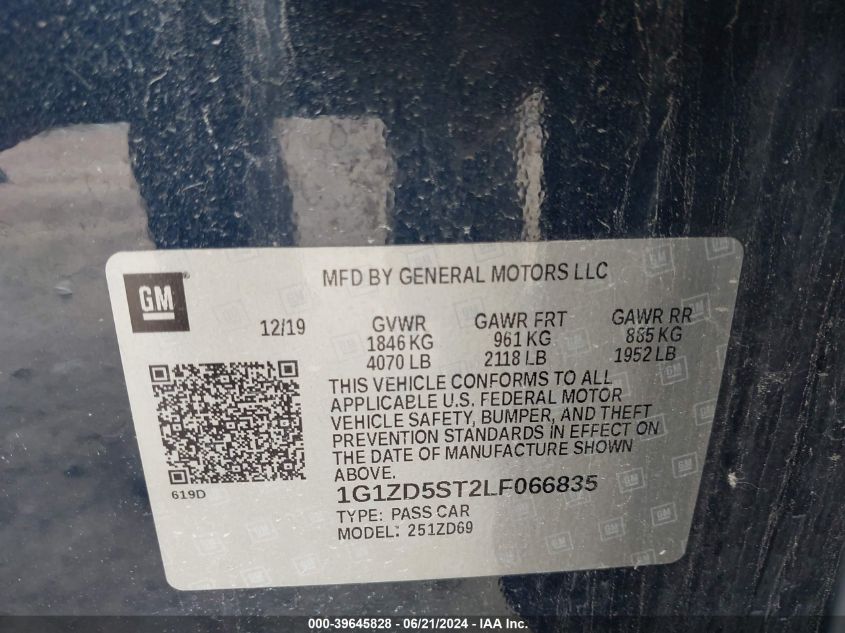 MFD BY GENERAL MOTORS LLC
GM
12/19
GVWR GAWR FRT GAWR RR
1846 KG 961 KG 885 KG
4070 LB 2118 LB 1952 LB
THIS VEHICLE CONFORMS TO ALL
APPLICABLE U.S. FEDERAL MOTOR
VEHICLE SAFETY, BUMPER, AND THEFT
PREVENTION STANDARDS IN EFFECT ON
THE DATE OF MANUFACTURE SHOWN
ABOVE.
619D
1G1ZD5ST2LF066835
TYPE: PASS CAR
MODEL: 251ZD69
000-39645828 - 06/21/2024 - IAA Inc.